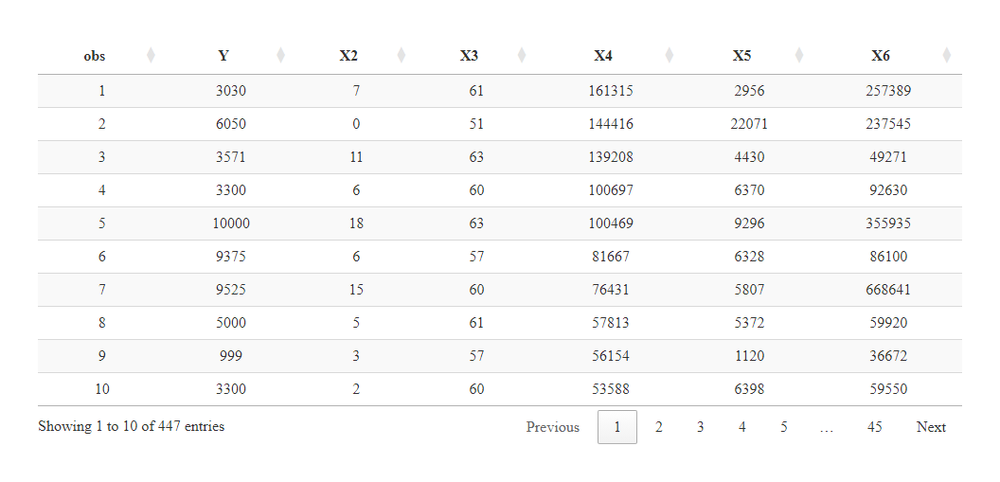 obs Y X2 X3 X4 X5 X6
1 3030 7 61 161315 2956 257389
2 6050 0 51 144416 22071 237545
3 3571 11 63 139208 4430 49271
4 3300 6 60 100697 6370 92630
5 10000 18 63 100469 9296 355935
6 9375 6 57 81667 6328 86100
7 9525 15 60 76431 5807 668641
8 5000 5 61 57813 5372 59920
9 999 3 57 56154 1120 36672
10 3300 2 60 53588 6398 59550
Showing 1 to 10 of 447 entries Previous 1 2 3 4 5 … 45 Next